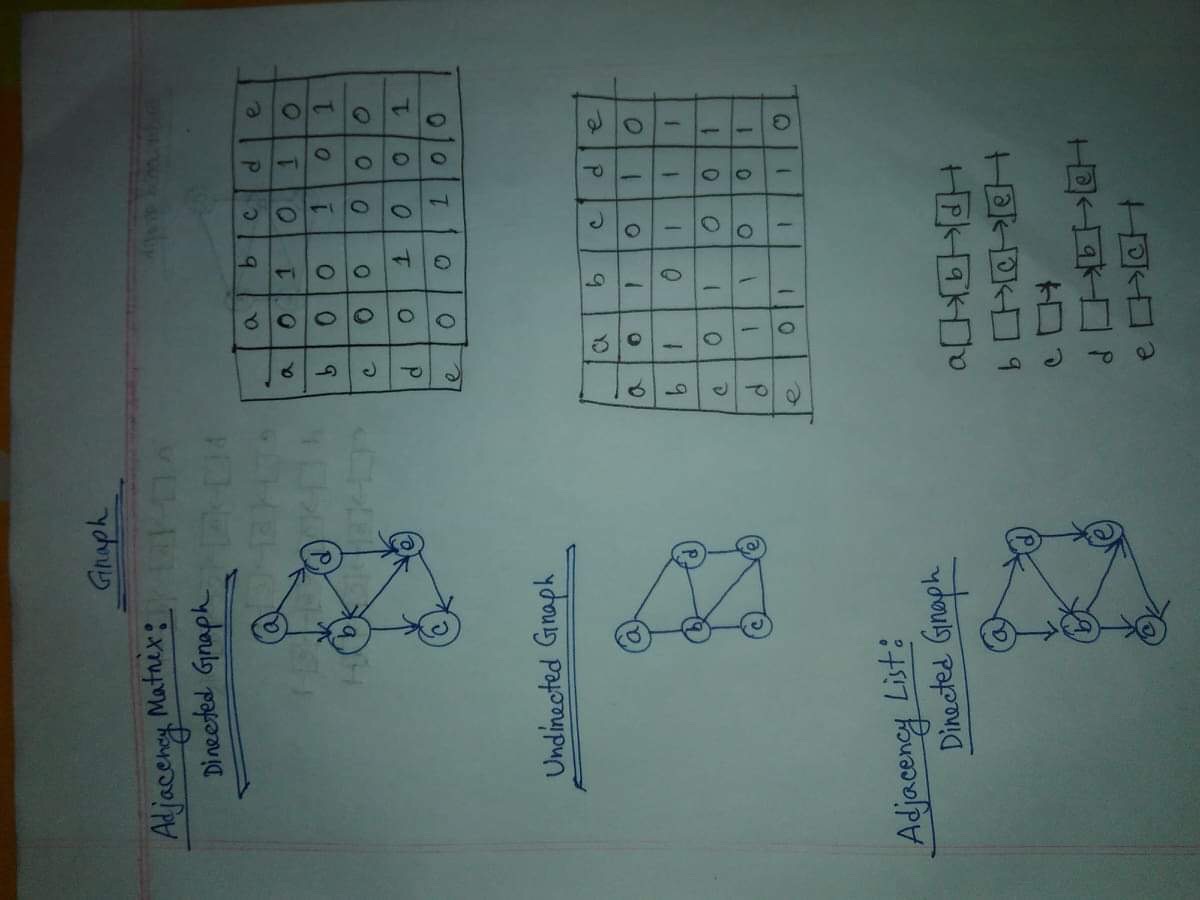 Graph
Adjacency Matrix:
Directed Graph
a
d
b
e
c
a b c d e
a 0 1 0 1 0
b 0 0 1 0 1
c 0 0 0 0 0
d 0 1 0 0 1
e 0 0 1 0 0
Undirected Graph
a
d
b
e
c
a b c d e
a 0 1 0 1 0
b 1 0 1 1 1
c 0 1 0 0 1
d 1 1 0 0 1
e 0 1 1 1 0
Adjacency List:
Directed Graph
a
d
b
e
c
a b d
b c e
c
d b e
e c